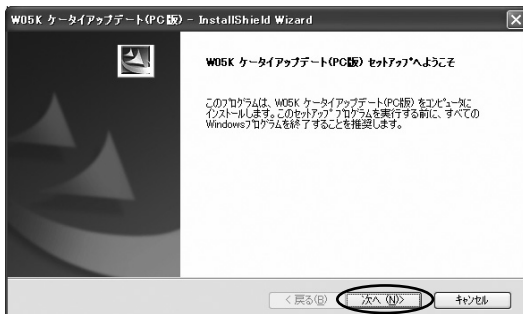 W05K ケータイアップデート(PC版) - InstallShield Wizard
W05K ケータイアップデート(PC版) セットアップへようこそ
このプログラムは、W05K ケータイアップデート(PC版) をコンピュータに
インストールします。このセットアップ プログラムを実行する前に、すべての
Windowsプログラムを終了することを推奨します。
< 戻る(B)
次へ (N)>
キャンセル